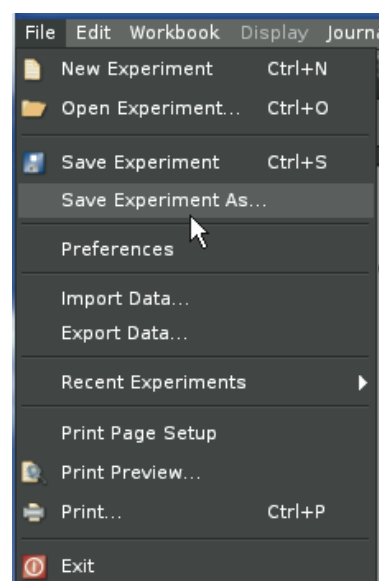 File Edit Workbook Display Journ
New Experiment Ctrl+N
Open Experiment... Ctrl+O
Save Experiment Ctrl+S
Save Experiment As...
Preferences
Import Data...
Export Data...
Recent Experiments
Print Page Setup
Print Preview...
Print... Ctrl+P
Exit